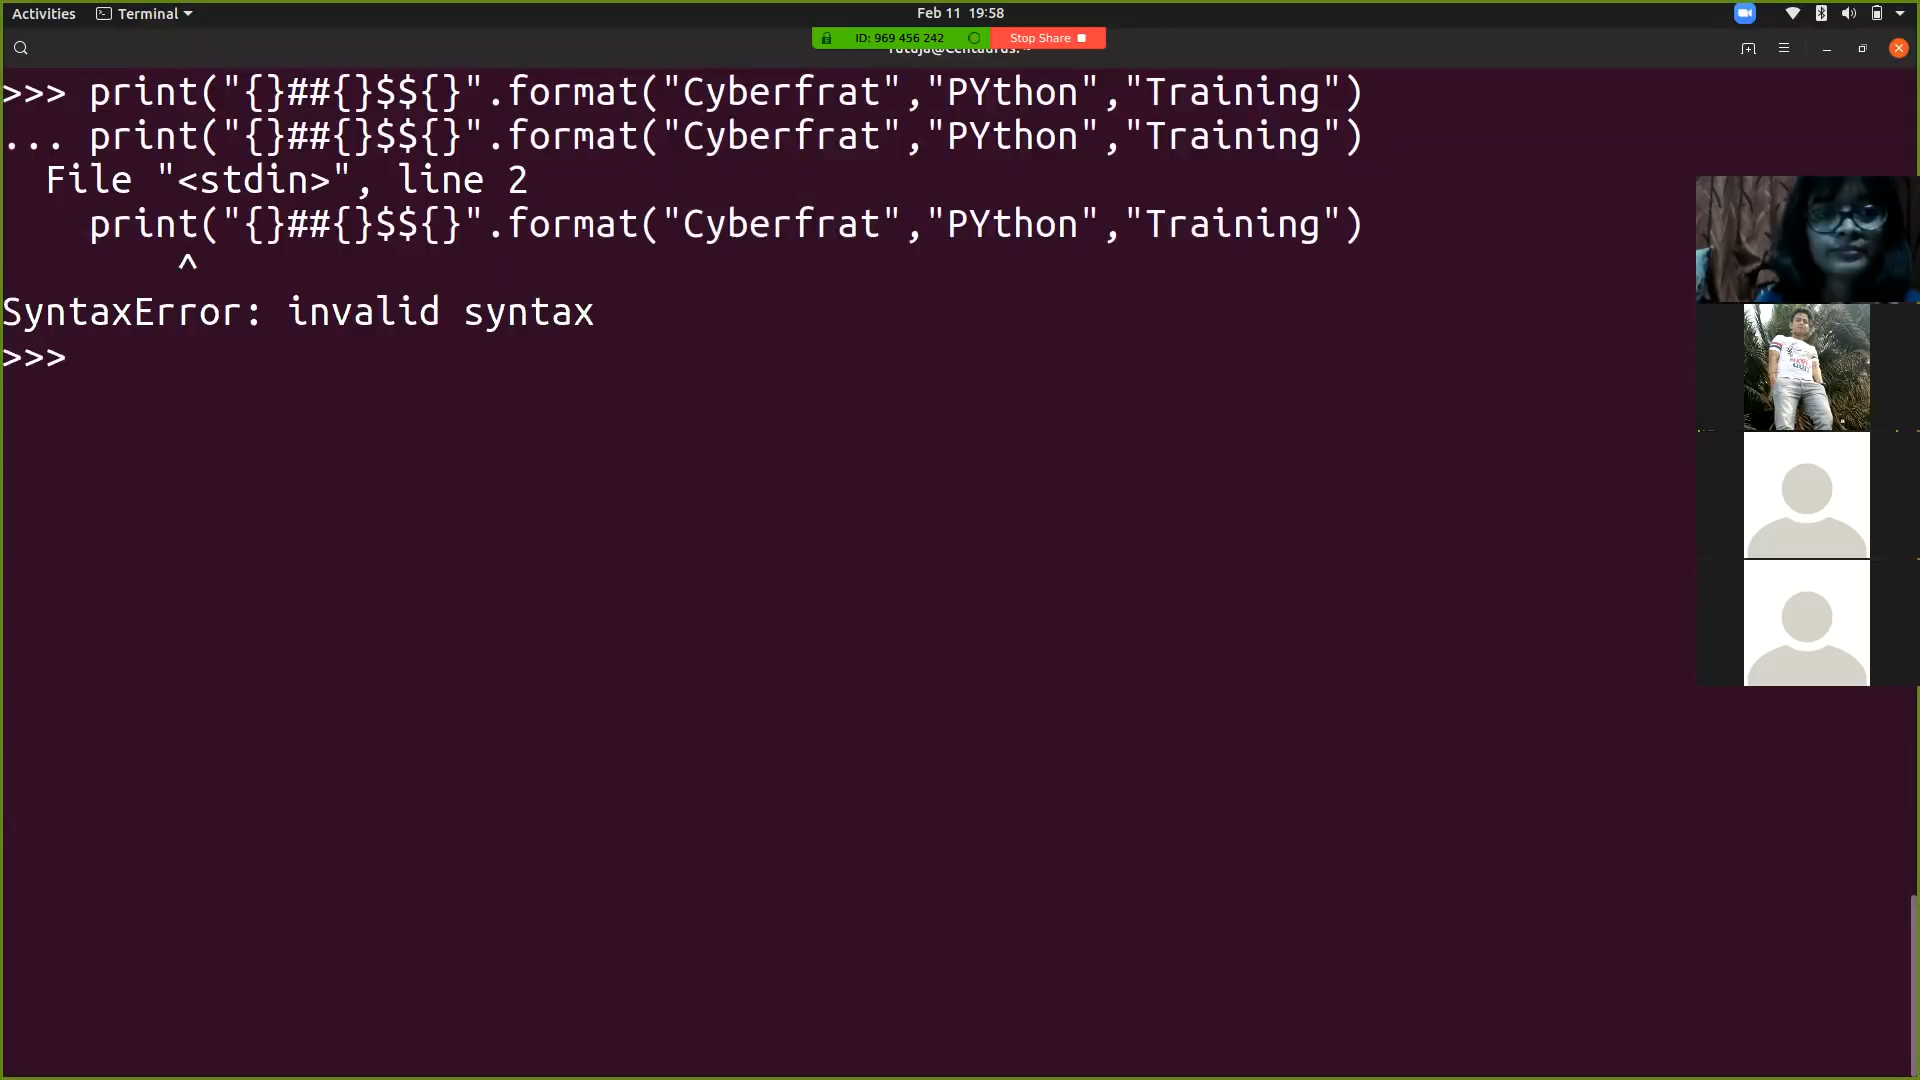 Activities Terminal Feb 11 19:58
ID: 969 456 242 Stop Share
>>> print("{}##{}$${}".format("Cyberfrat","PYthon","Training")
... print("{}##{}$${}".format("Cyberfrat","PYthon","Training")
File "<stdin>", line 2
print("{}##{}$${}".format("Cyberfrat","PYthon","Training")
^
SyntaxError: invalid syntax
>>>